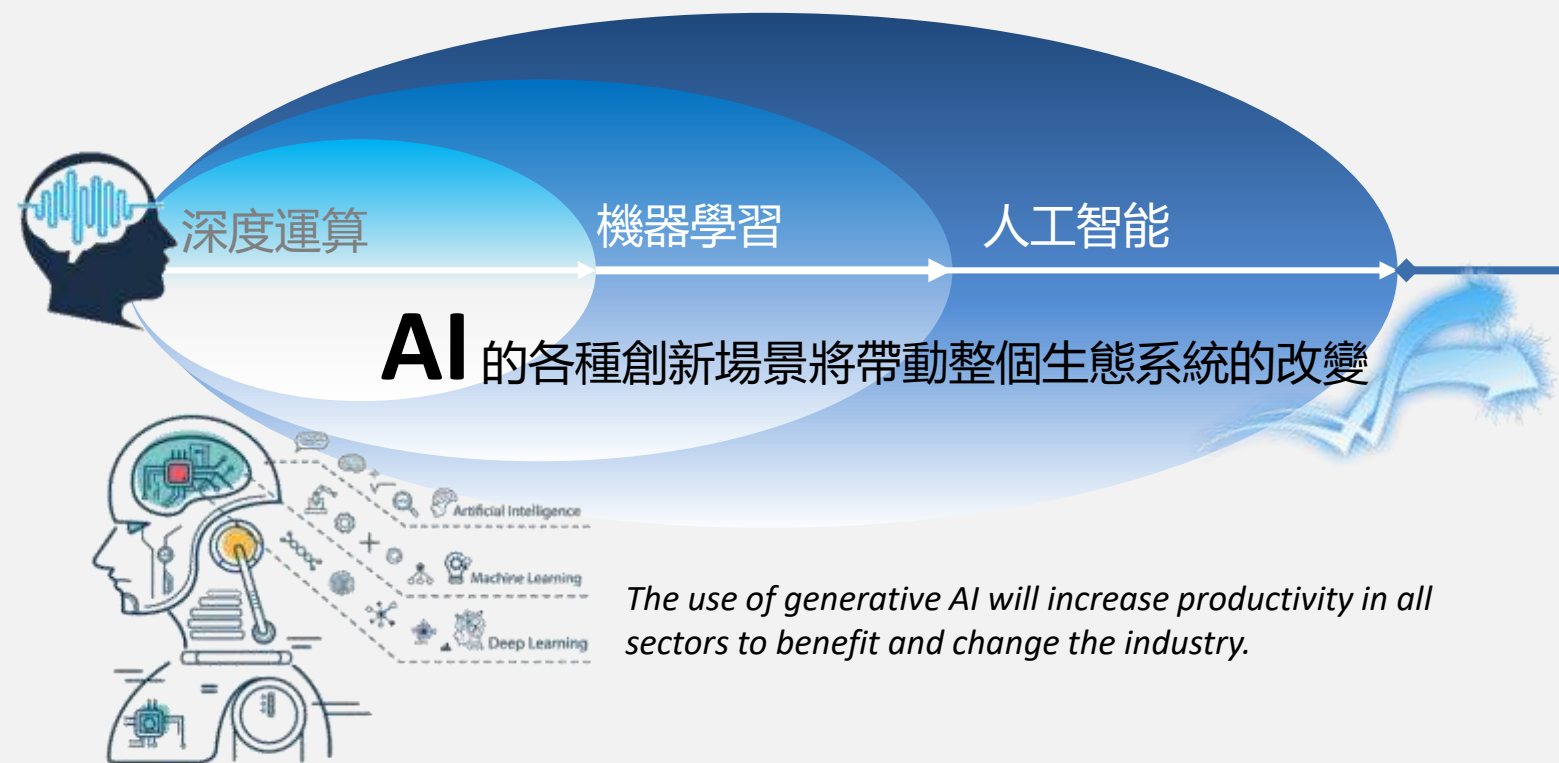 深度運算
機器學習
人工智能
AI 的各種創新場景將帶動整個生態系統的改變
Artificial Intelligence
Machine Learning
Deep Learning
The use of generative AI will increase productivity in all
sectors to benefit and change the industry.